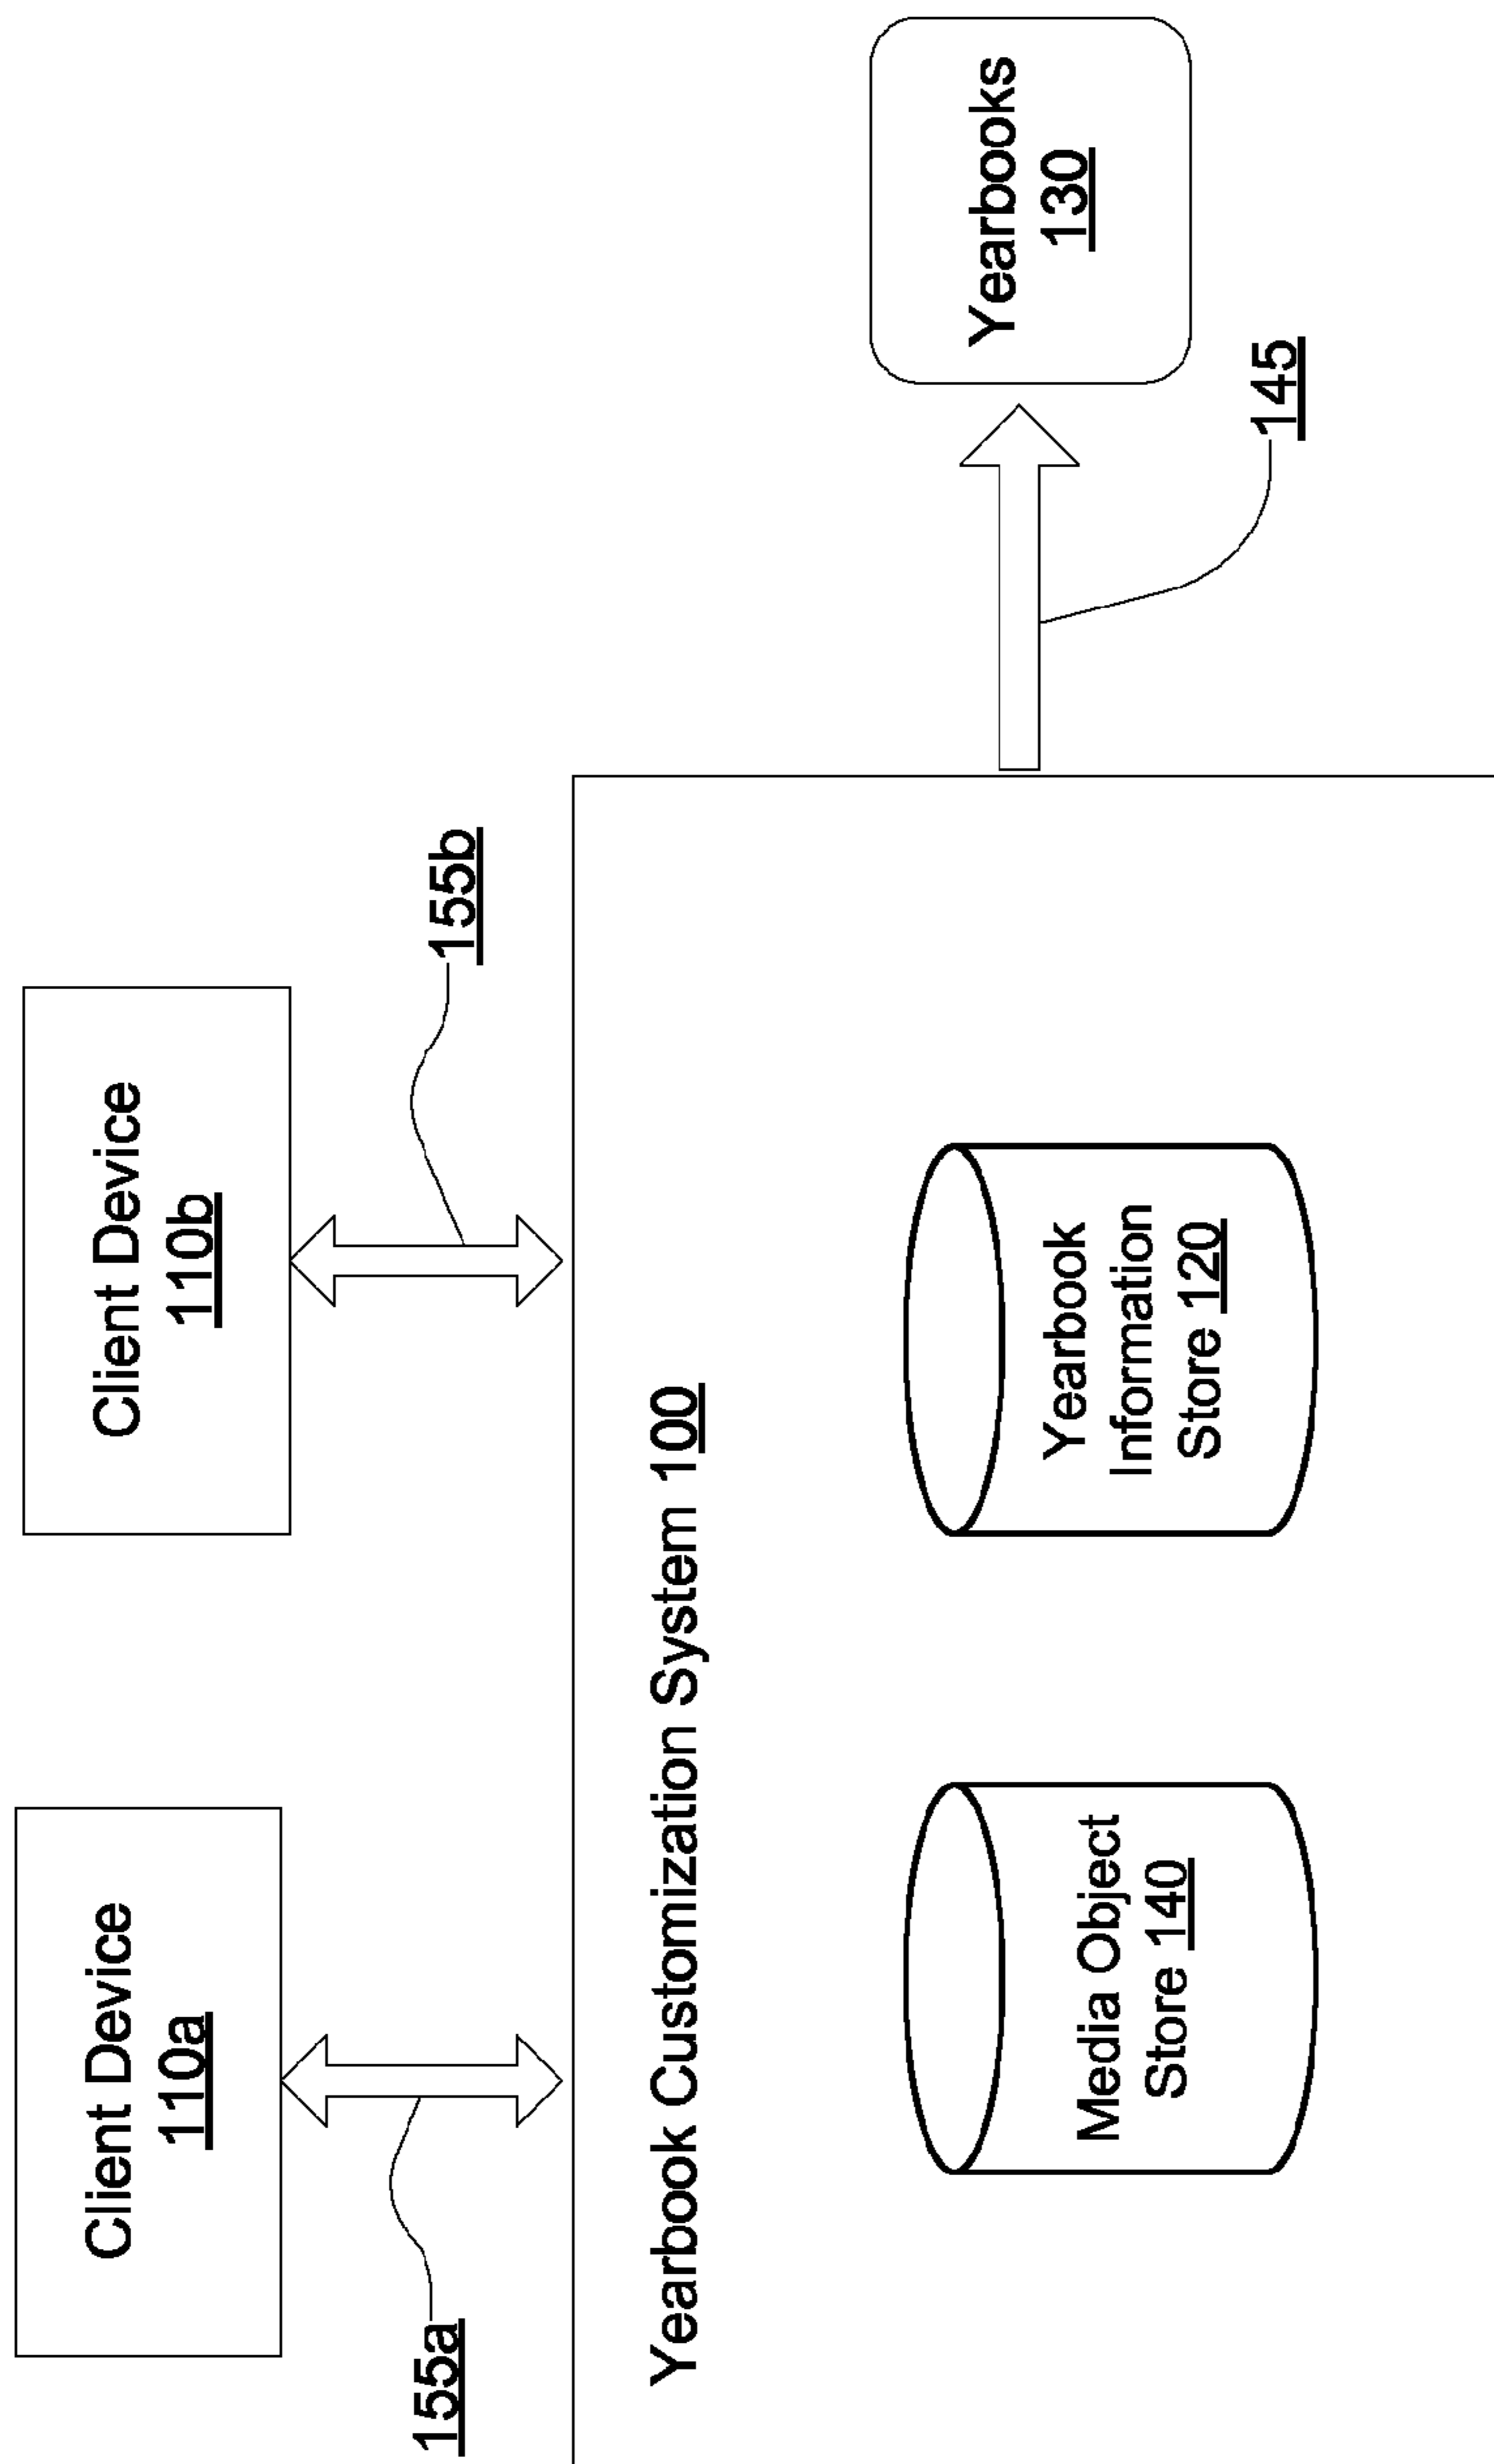 Client Device
110a
Client Device
110b
155a
155b
Yearbook Customization System 100
Media Object
Store 140
Yearbook
Information
Store 120
Yearbooks
130
145